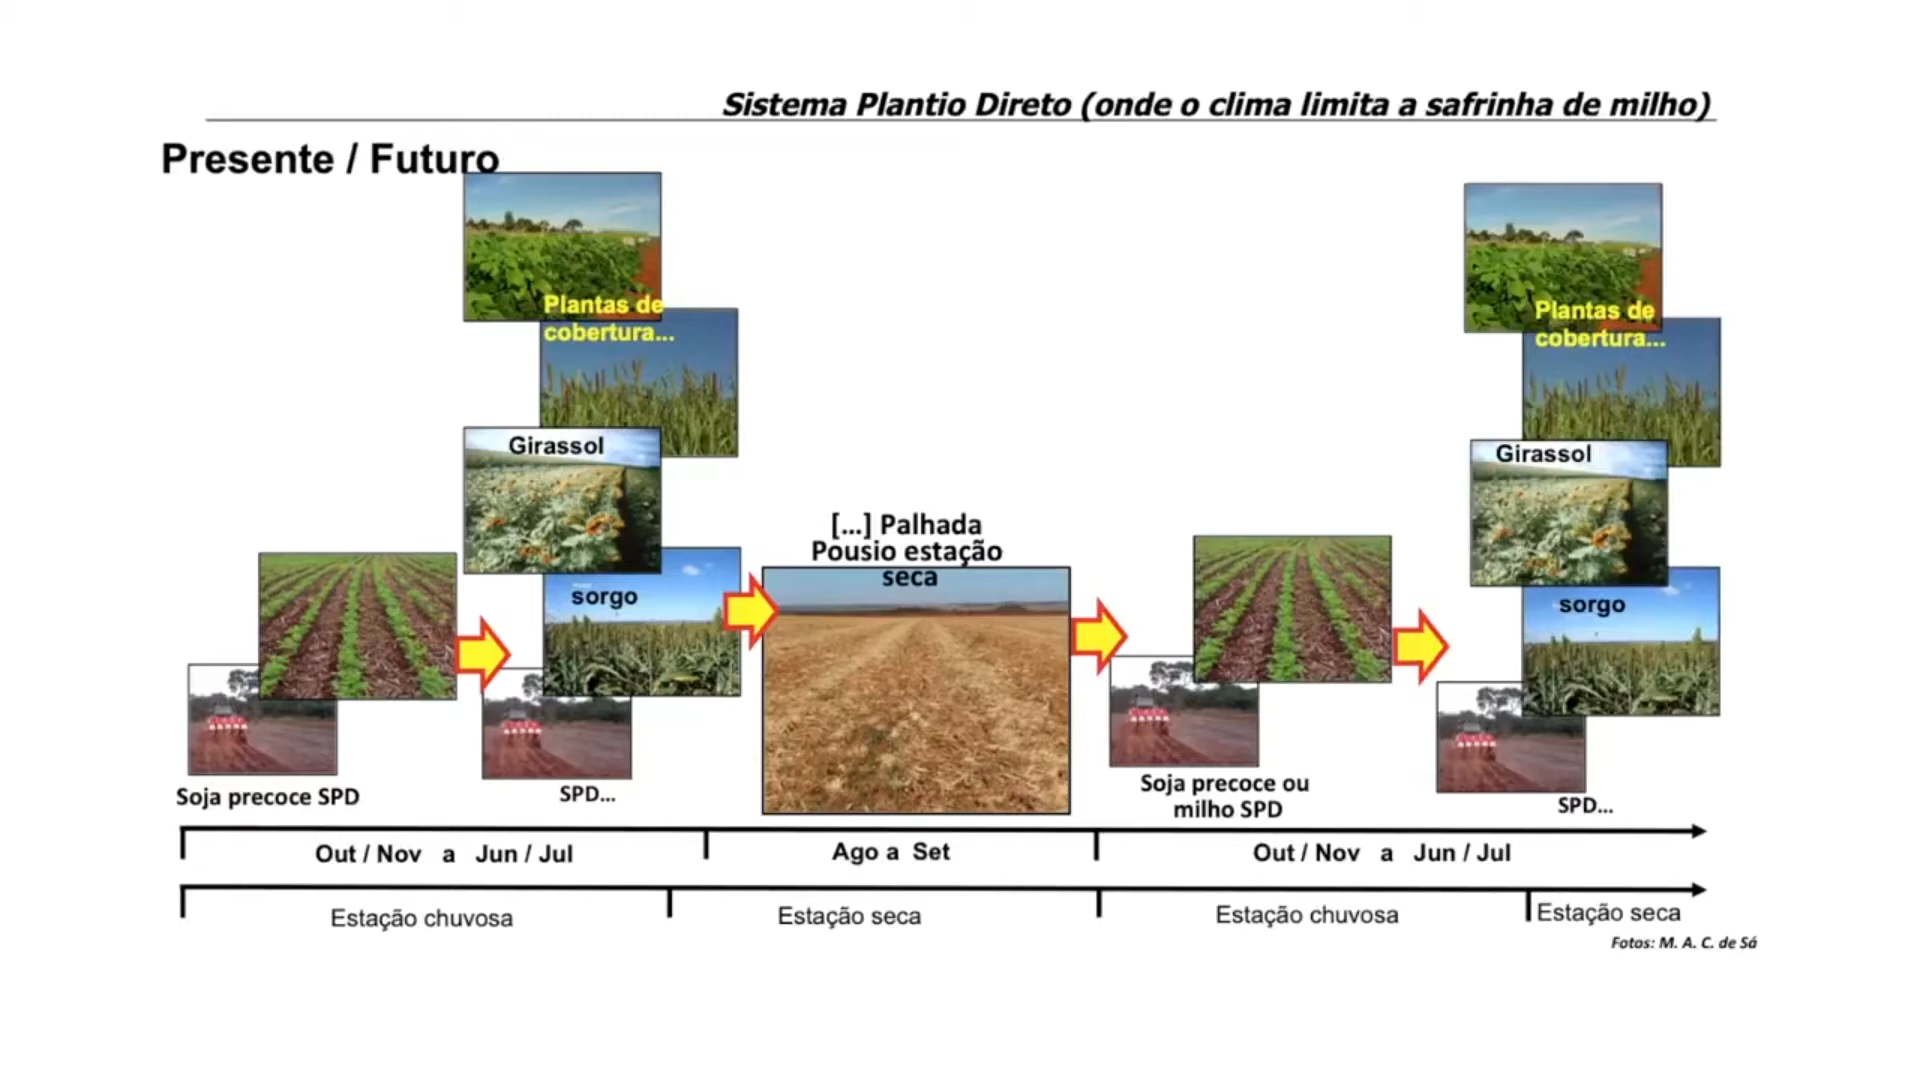 Sistema Plantio Direto (onde o clima limita a safrinha de milho)
Presente / Futuro
Plantas de
cobertura...
Girassol
sorgo
Soja precoce SPD
SPD...
[...] Palhada
Pousio estação
seca
Soja precoce ou
milho SPD
Plantas de
cobertura...
Girassol
sorgo
SPD...
Out / Nov a Jun / Jul
Ago a Set
Out / Nov a Jun / Jul
Estação chuvosa
Estação seca
Estação chuvosa
Estação seca
Fotos: M. A. C. de Sá